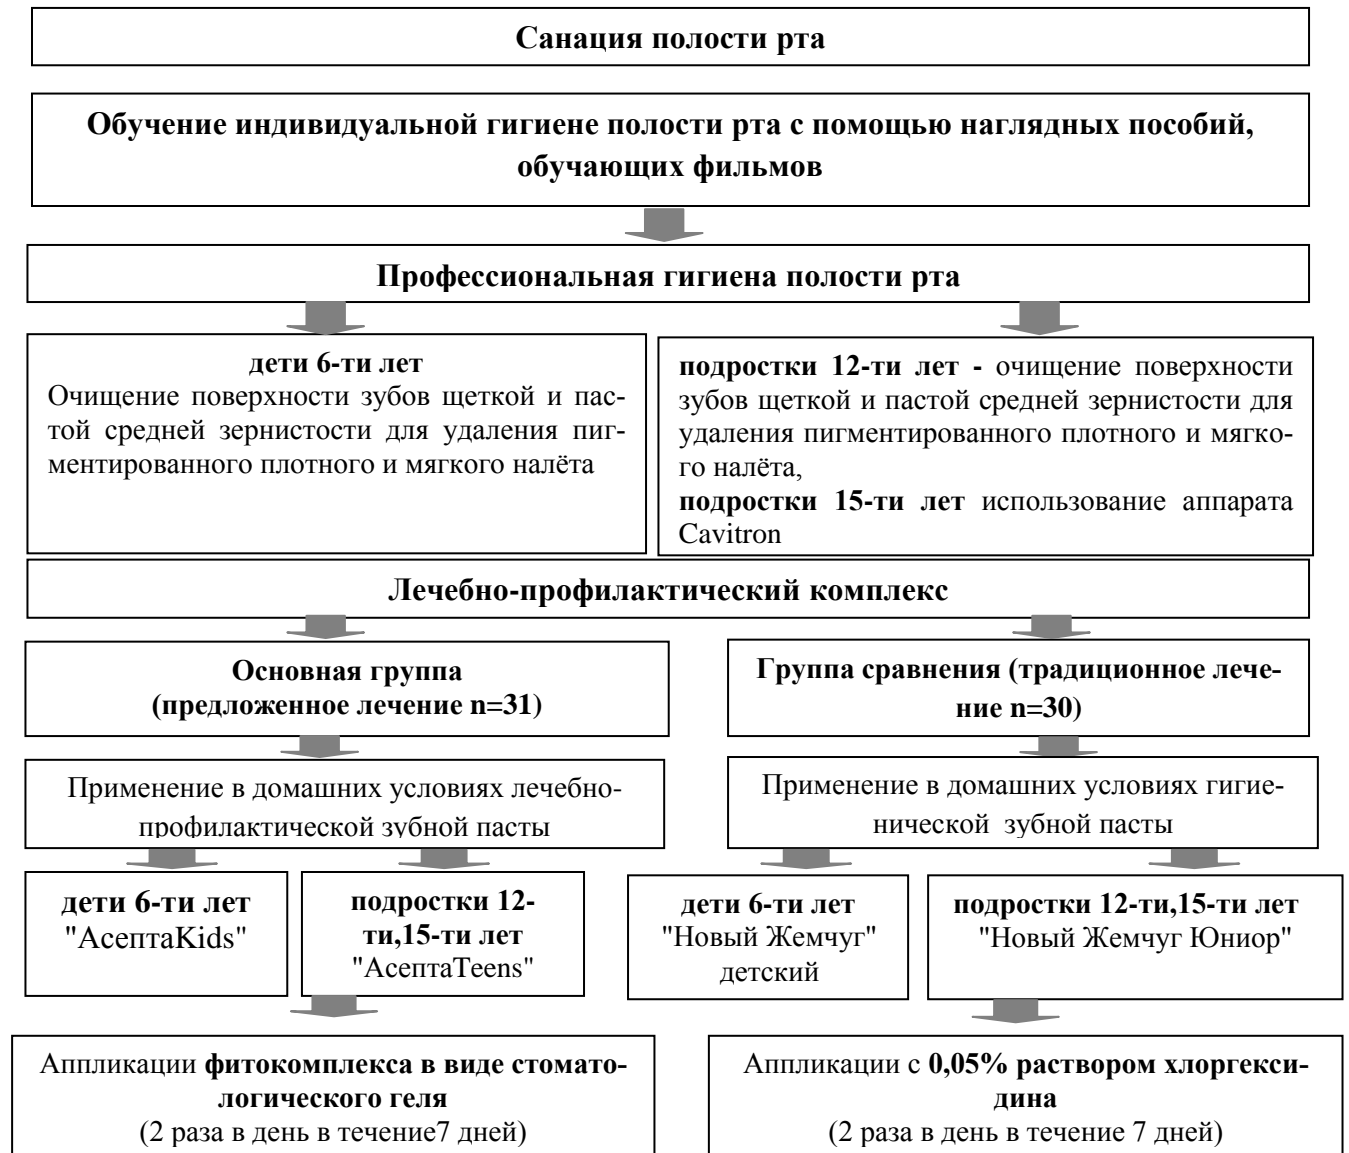 Санация полости рта
Обучение индивидуальной гигиене полости рта с помощью наглядных пособий,
обучающих фильмов
Профессиональная гигиена полости рта
дети 6-ти лет
Очищение поверхности зубов щеткой и пас-
той средней зернистости для удаления пиг-
ментированного плотного и мягкого налёта
подростки 12-ти лет - очищение поверхности
зубов щеткой и пастой средней зернистости для
удаления пигментированного плотного и мягко-
го налёта,
подростки 15-ти лет использование аппарата
Cavitron
Лечебно-профилактический комплекс
Основная группа
(предложенное лечение n=31)
Группа сравнения (традиционное лече-
ние n=30)
Применение в домашних условиях лечебно-
профилактической зубной пасты
Применение в домашних условиях гигие-
нической зубной пасты
дети 6-ти лет
"АсептаKids"
подростки 12-
ти,15-ти лет
"АсептаTeens"
дети 6-ти лет
"Новый Жемчуг"
детский
подростки 12-ти,15-ти лет
"Новый Жемчуг Юниор"
Аппликации фитокомплекса в виде стомато-
логического геля
(2 раза в день в течение7 дней)
Аппликации с 0,05% раствором хлоргекси-
дина
(2 раза в день в течение 7 дней)